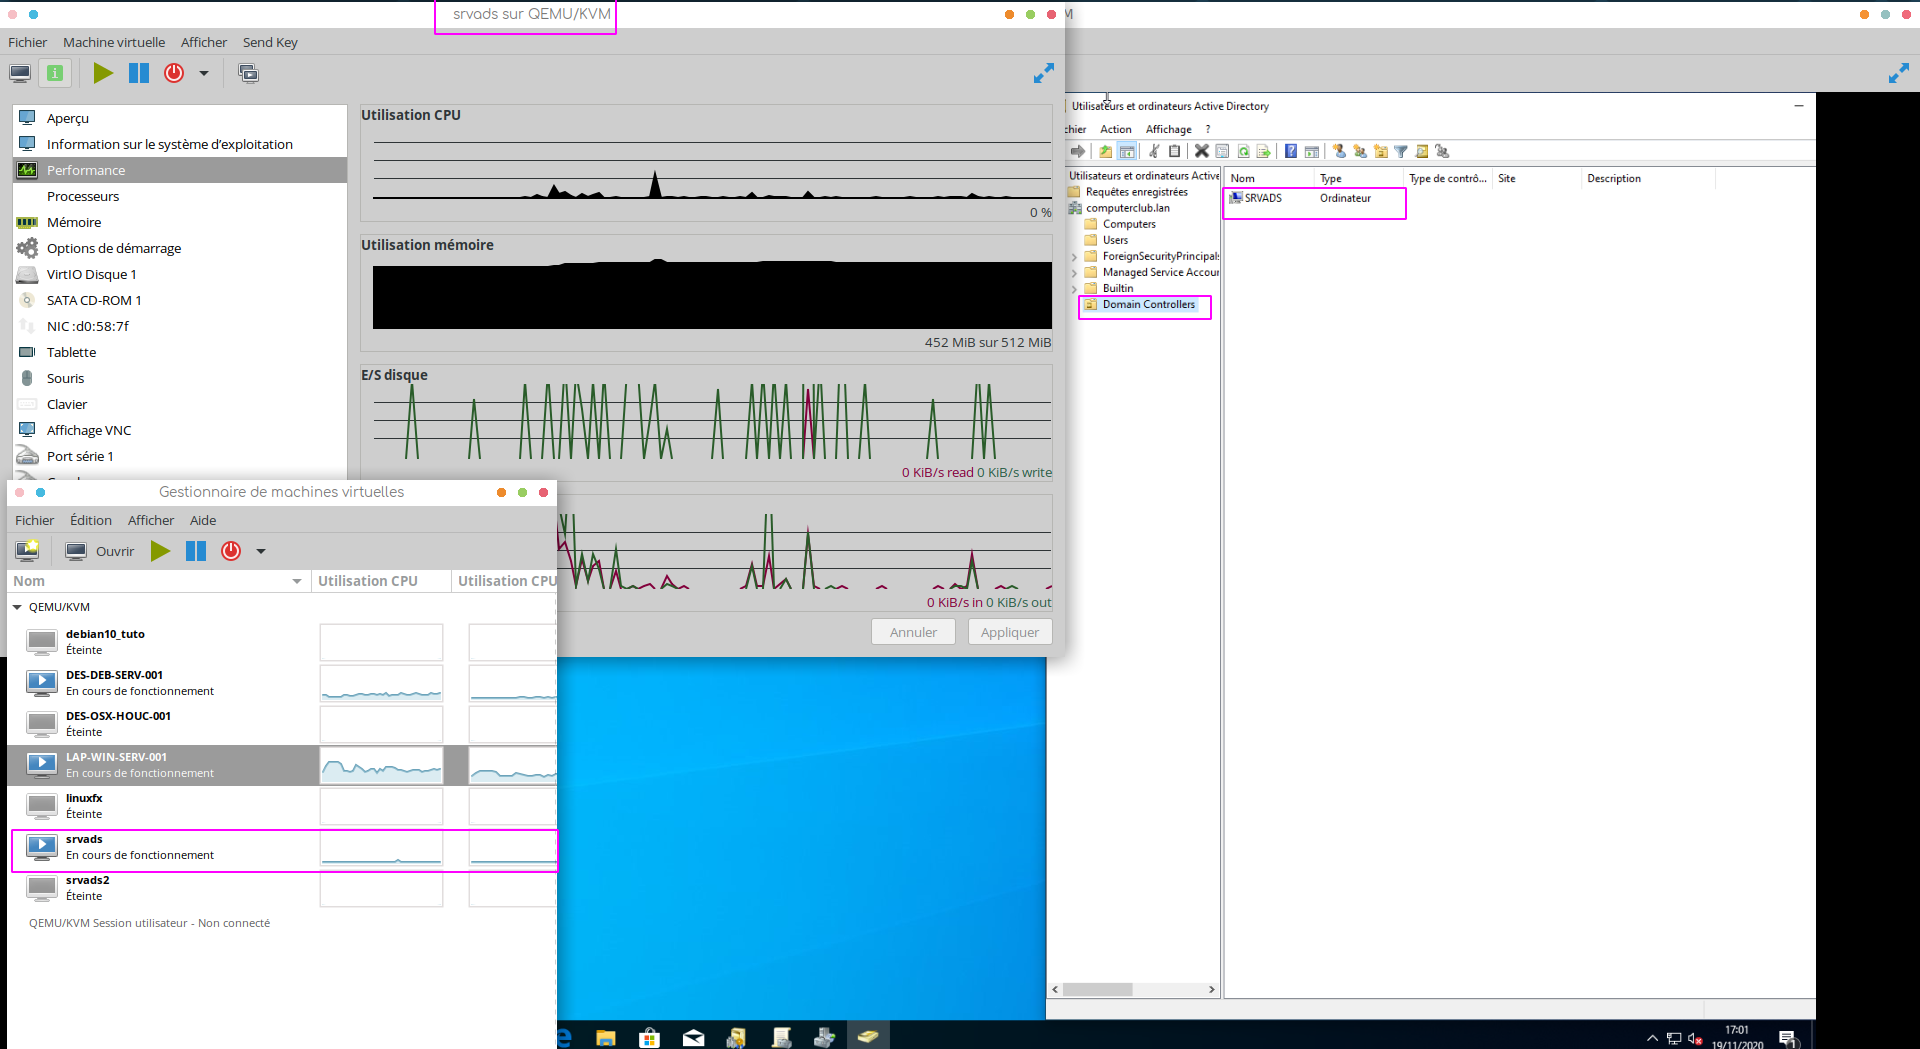 srvads sur QEMU/KVM
Fichier Machine virtuelle Afficher Send Key
Aperçu
Information sur le système d'exploitation
Performance
Processeurs
Mémoire
Options de démarrage
VirtIO Disque 1
SATA CD-ROM 1
NIC :d0:58:7f
Tablette
Souris
Clavier
Affichage VNC
Port série 1
Utilisation CPU
0 %
Utilisation mémoire
452 MiB sur 512 MiB
E/S disque
0 KiB/s read 0 KiB/s write
0 KiB/s in 0 KiB/s out
Annuler Appliquer
Gestionnaire de machines virtuelles
Fichier Édition Afficher Aide
Ouvrir
Nom Utilisation CPU Utilisation CPU
QEMU/KVM
debian10_tuto
Éteinte
DES-DEB-SERV-001
En cours de fonctionnement
DES-OSX-HOUC-001
Éteinte
LAP-WIN-SERV-001
En cours de fonctionnement
linuxfx
Éteinte
srvads
En cours de fonctionnement
srvads2
Éteinte
QEMU/KVM Session utilisateur - Non connecté
M
Utilisateurs et ordinateurs Active Directory
chier Action Affichage ?
Utilisateurs et ordinateurs Active
Requêtes enregistrées
computerclub.lan
Computers
Users
ForeignSecurityPrincipals
Managed Service Accour
Builtin
Domain Controllers
Nom Type Type de contrô... Site Description
SRVADS Ordinateur
17:01
19/11/2020
1